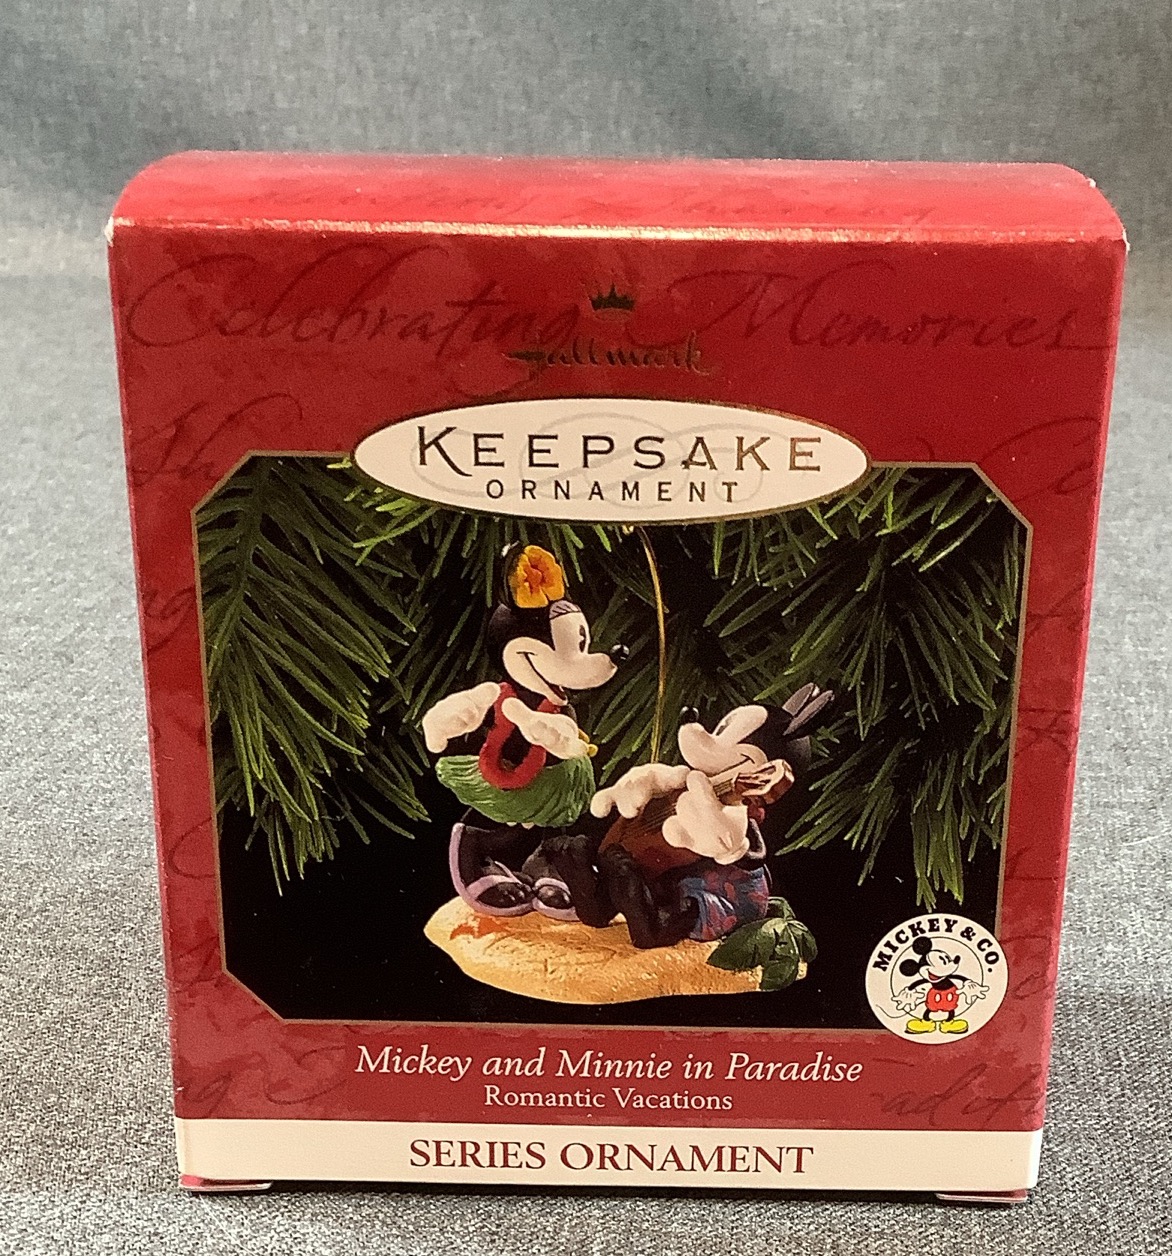 Celebrating Memories
Hallmark
KEEPSAKE
ORNAMENT
MICKEY & CO.
Mickey and Minnie in Paradise
Romantic Vacations
SERIES ORNAMENT